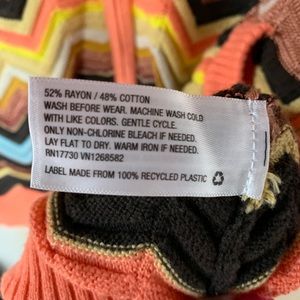 52% RAYON / 48% COTTON
WASH BEFORE WEAR. MACHINE WASH COLD
WITH LIKE COLORS. GENTLE CYCLE.
ONLY NON-CHLORINE BLEACH IF NEEDED.
LAY FLAT TO DRY. WARM IRON IF NEEDED.
RN17730 VN1268582
LABEL MADE FROM 100% RECYCLED PLASTIC